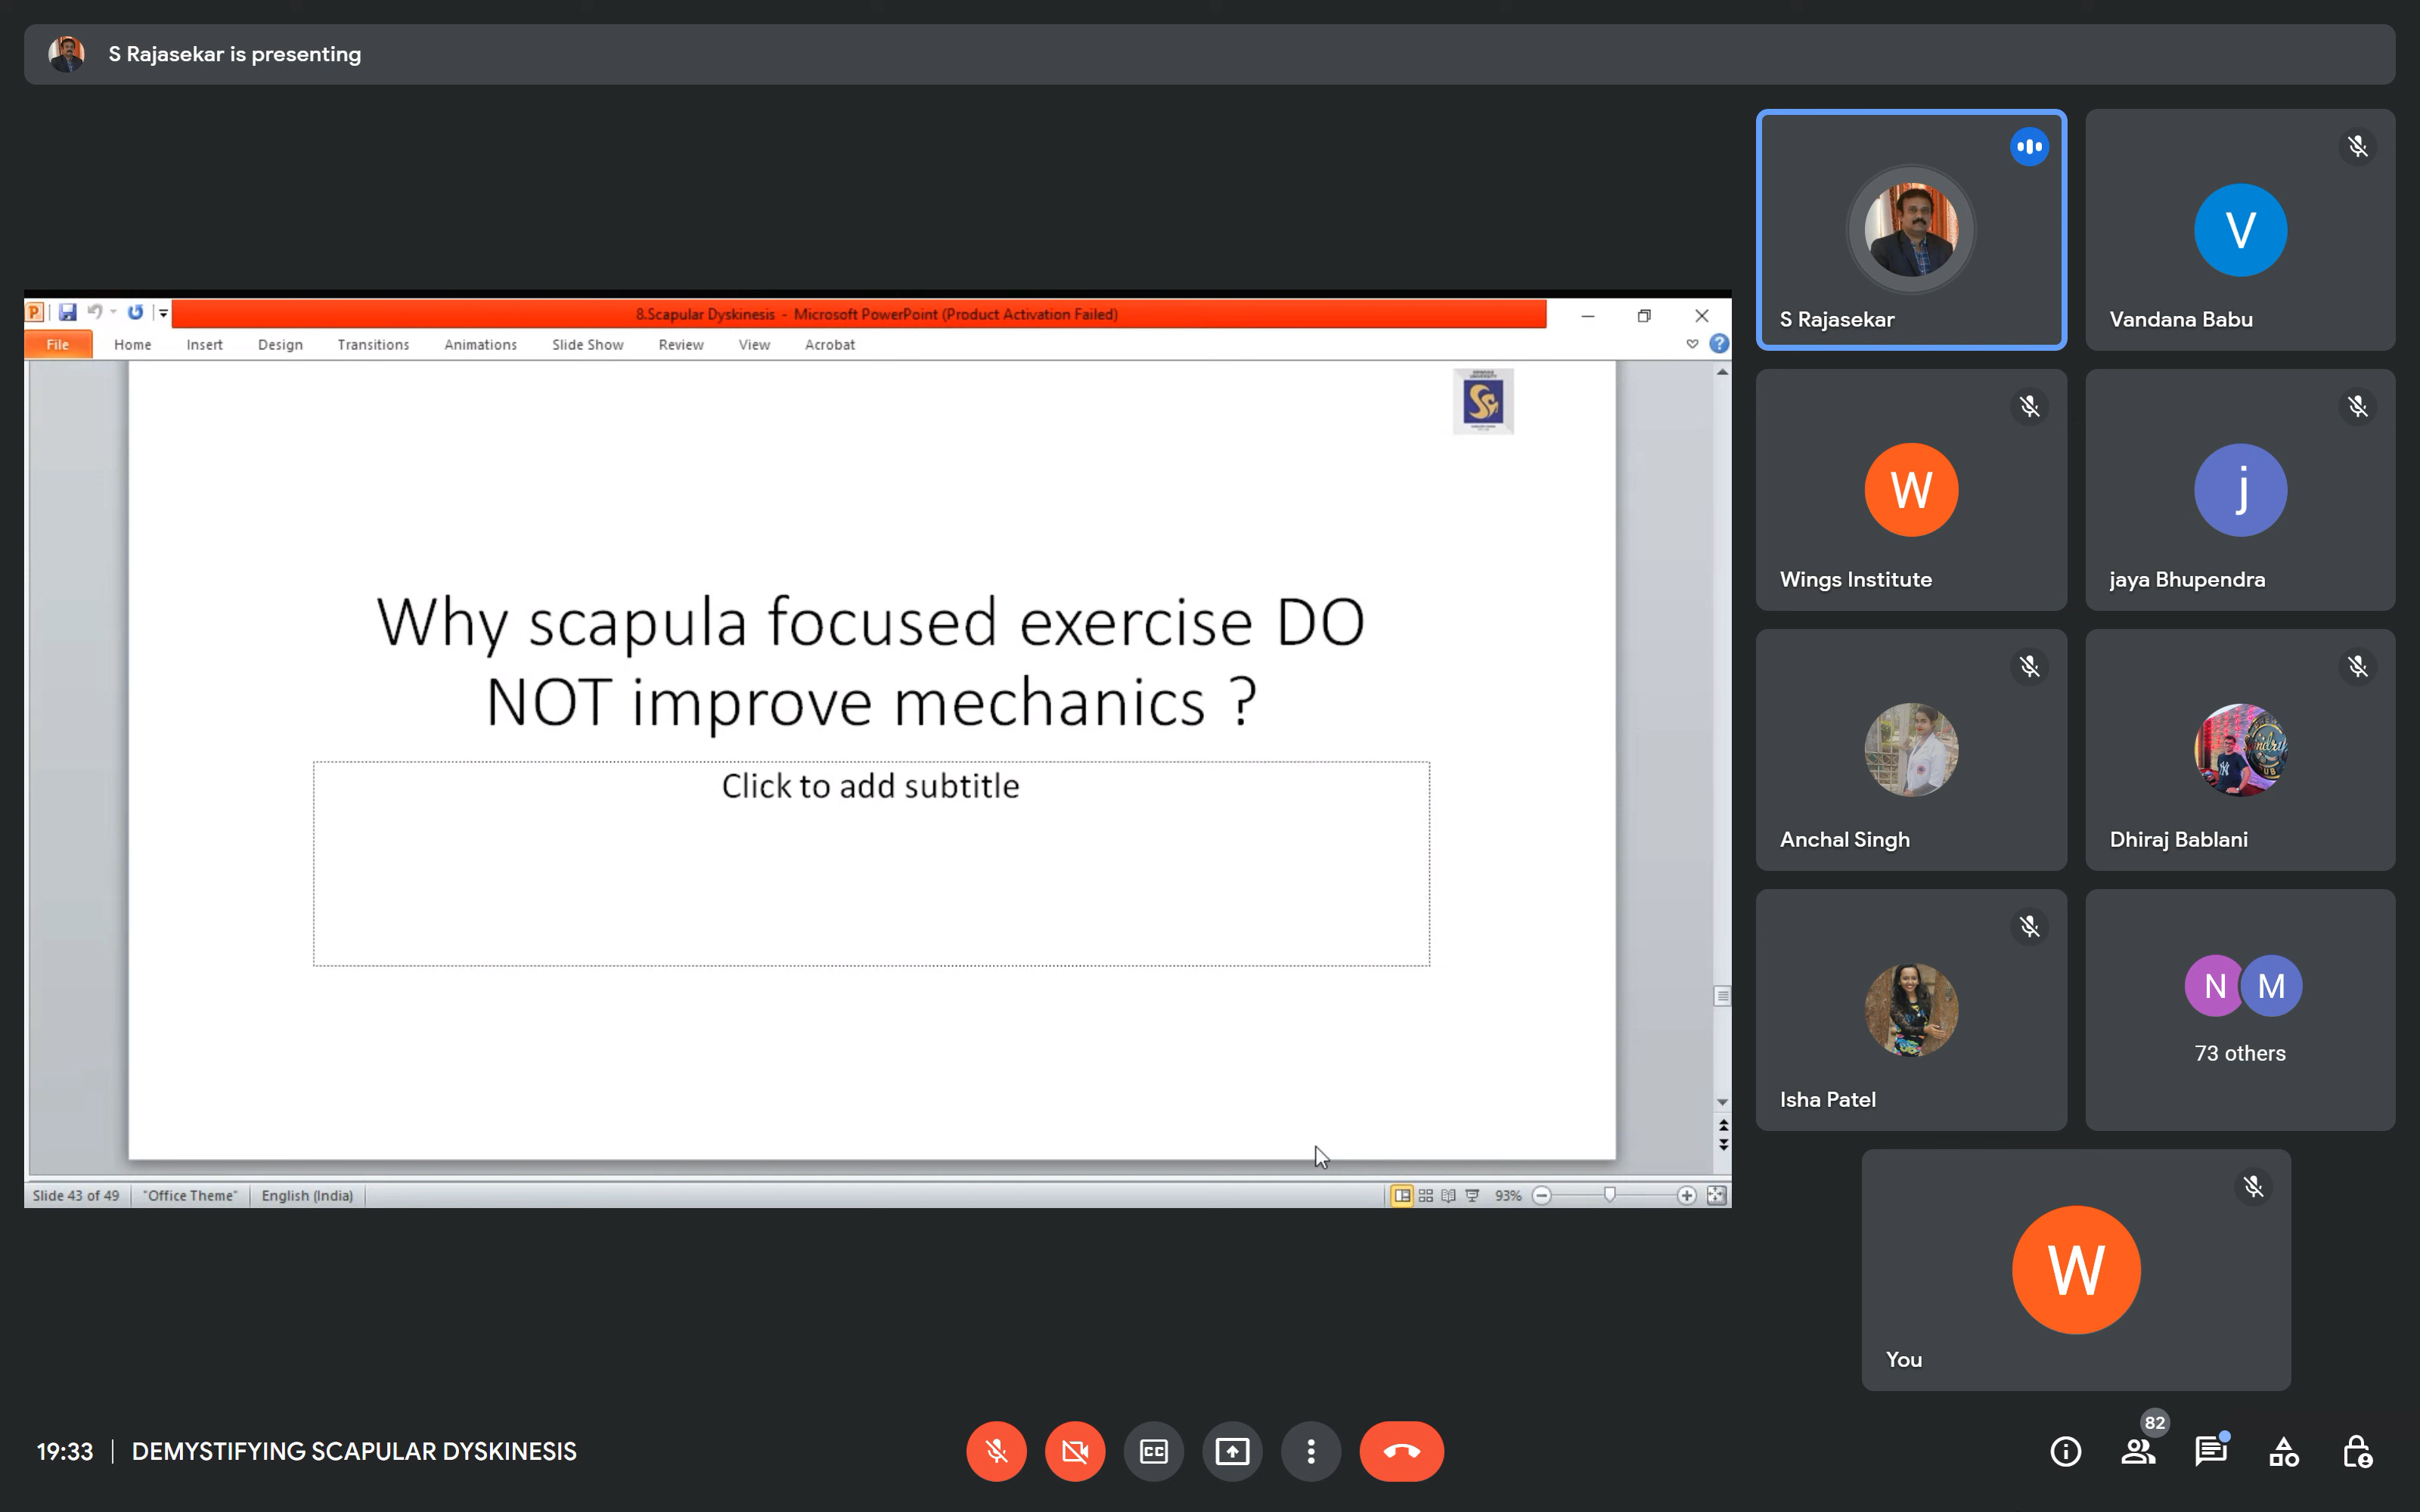 S Rajasekar is presenting
8.Scapular Dyskinesis - Microsoft PowerPoint (Product Activation Failed)
File Home Insert Design Transitions Animations Slide Show Review View Acrobat
Why scapula focused exercise DO
NOT improve mechanics ?
Click to add subtitle
Slide 43 of 49 "Office Theme" English (India) 93%
S Rajasekar
V
Vandana Babu
W
Wings Institute
j
jaya Bhupendra
Anchal Singh
Dhiraj Bablani
Isha Patel
N M
73 others
W
You
19:33 | DEMYSTIFYING SCAPULAR DYSKINESIS
CC
82